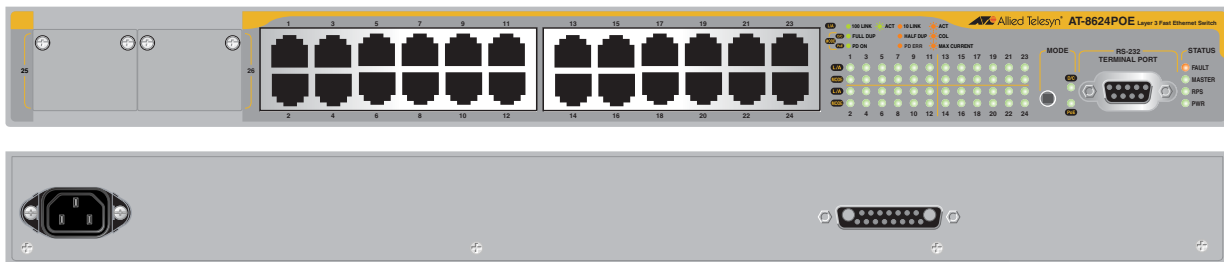 1 3 5 7 9 11 13 15 17 19 21 23
Allied Telesyn® AT-8624POE Layer 3 Fast Ethernet Switch
L/A 100 LINK ACT 10 LINK ACT
FULL DUP HALF DUP COL
PoE PD ON PD ERR MAX CURRENT
1 3 5 7 9 11 13 15 17 19 21 23
MODE
RS-232
TERMINAL PORT
STATUS
25
26
L/A
MODE
L/A
MODE
D/C
PoE
FAULT
MASTER
RPS
PWR
2 4 6 8 10 12 14 16 18 20 22 24
2 4 6 8 10 12 14 16 18 20 22 24